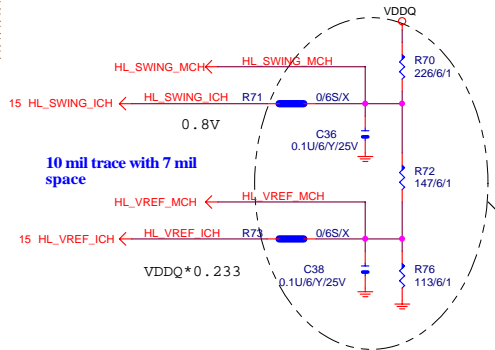 VDDQ
R70
226/6/1
HL_SWING_MCH HL_SWING_MCH
15 HL_SWING_ICH HL_SWING_ICH R71 0/6S/X
0.8V
C36
0.1U/6/Y/25V
10 mil trace with 7 mil
space
R72
147/6/1
HL_VREF_MCH HL_VREF_MCH
15 HL_VREF_ICH HL_VREF_ICH R73 0/6S/X
VDDQ*0.233
C38
0.1U/6/Y/25V
R76
113/6/1